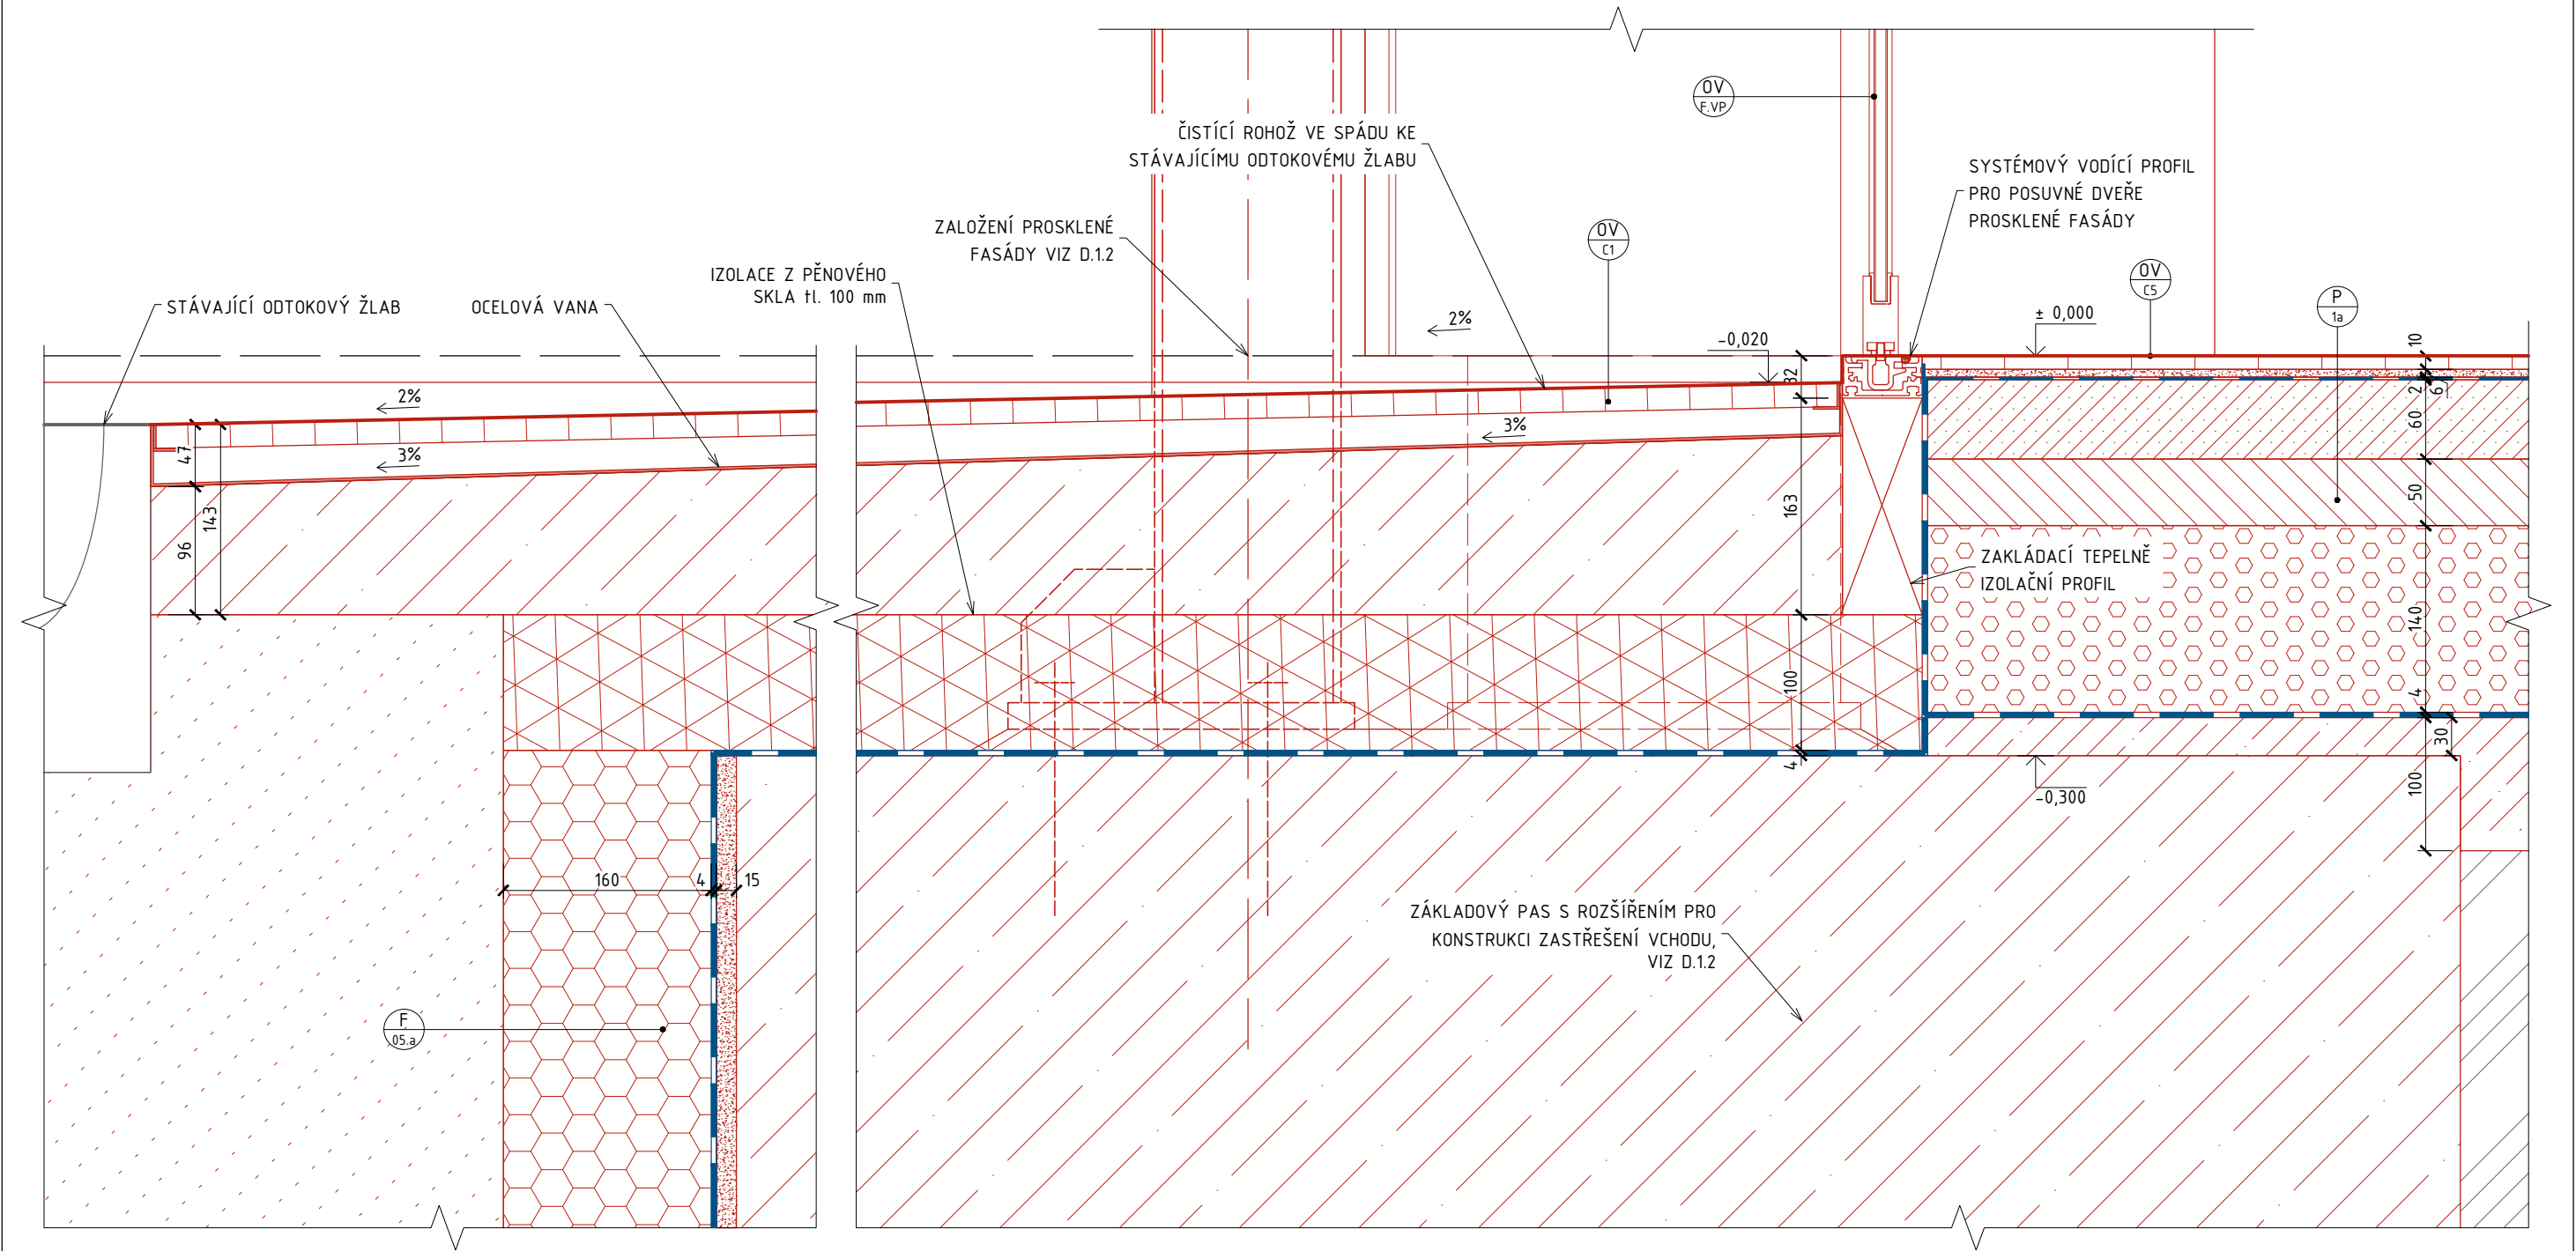 OV
F.VP
ČISTÍCÍ ROHOŽ VE SPÁDU KE
STÁVAJÍCÍMU ODTOKOVÉMU ŽLABU
SYSTÉMOVÝ VODÍCÍ PROFIL
PRO POSUVNÉ DVEŘE
PROSKLENÉ FASÁDY
ZALOŽENÍ PROSKLENÉ
FASÁDY VIZ D.1.2
OV
C1
IZOLACE Z PĚNOVÉHO
SKLA tl. 100 mm
OV
C5
P
1a
STÁVAJÍCÍ ODTOKOVÝ ŽLAB
OCELOVÁ VANA
2%
± 0,000
-0,020
10
32
2%
3%
3%
47
143
96
163
2
6
60
50
140
4
ZAKLÁDACÍ TEPELNĚ
IZOLAČNÍ PROFIL
100
4
30
100
-0,300
160
4
15
ZÁKLADOVÝ PAS S ROZŠÍŘENÍM PRO
KONSTRUKCI ZASTŘEŠENÍ VCHODU,
VIZ D.1.2
F
05.a